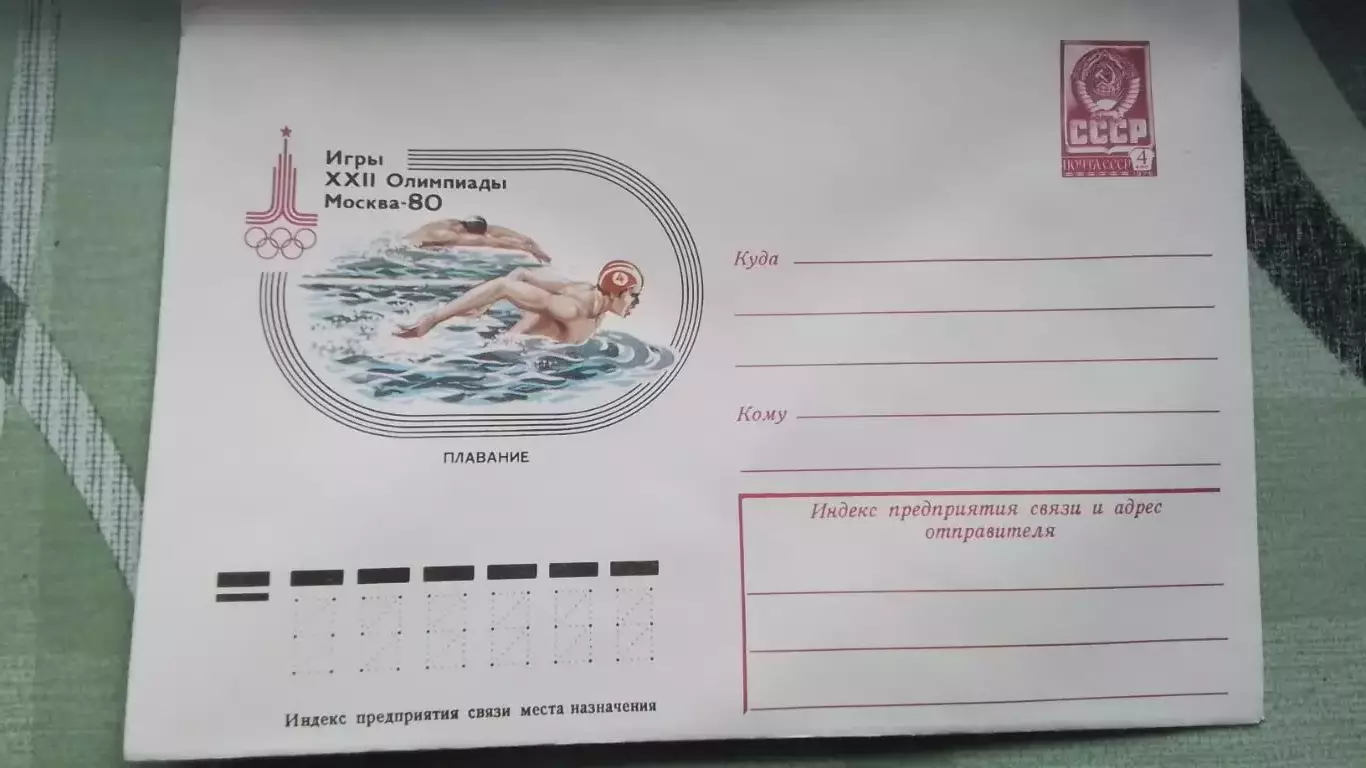 Игры
XXII Олимпиады
Москва-80
4
ПЛАВАНИЕ
СССР
ПОЧТА СССР
4
Куда
Кому
Индекс предприятия связи и адрес
отправителя
Индекс предприятия связи места назначения